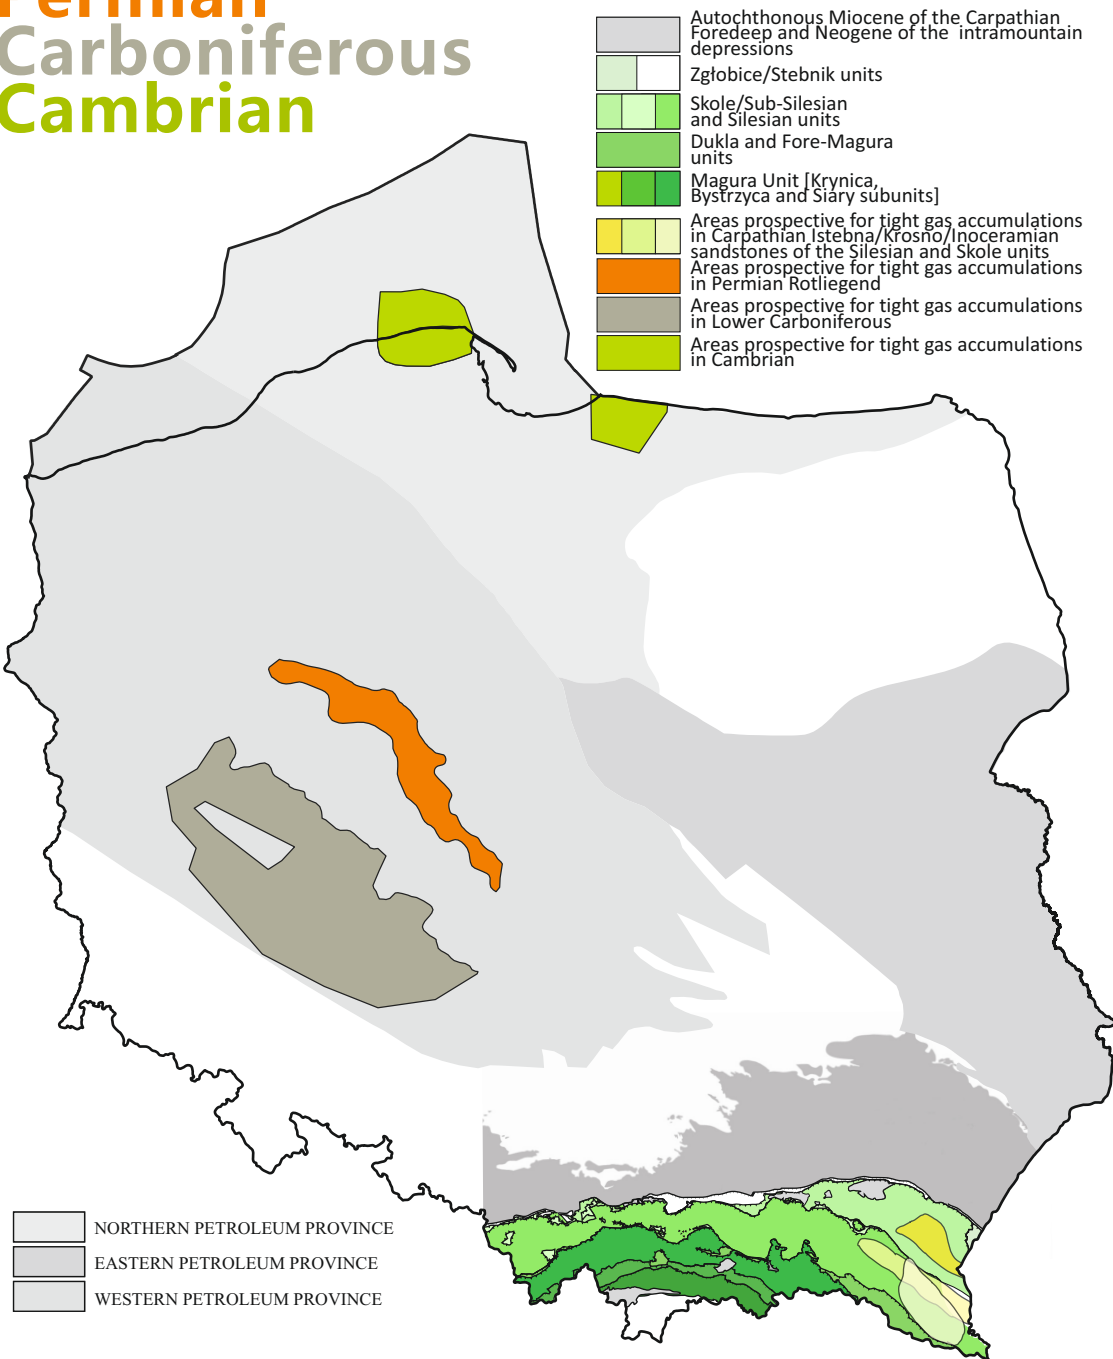 Permian
Carboniferous
Cambrian
Autochthonous Miocene of the Carpathian
Foredeep and Neogene of the intramountain
depressions
Zgłobice/Stebnik units
Skole/Sub-Silesian
and Silesian units
Dukla and Fore-Magura
units
Magura Unit [Krynica,
Bystrzyca and Siary subunits]
Areas prospective for tight gas accumulations
in Carpathian Istebna/Krosno/Inoceramian
sandstones of the Silesian and Skole units
Areas prospective for tight gas accumulations
in Permian Rotliegend
Areas prospective for tight gas accumulations
in Lower Carboniferous
Areas prospective for tight gas accumulations
in Cambrian
NORTHERN PETROLEUM PROVINCE
EASTERN PETROLEUM PROVINCE
WESTERN PETROLEUM PROVINCE